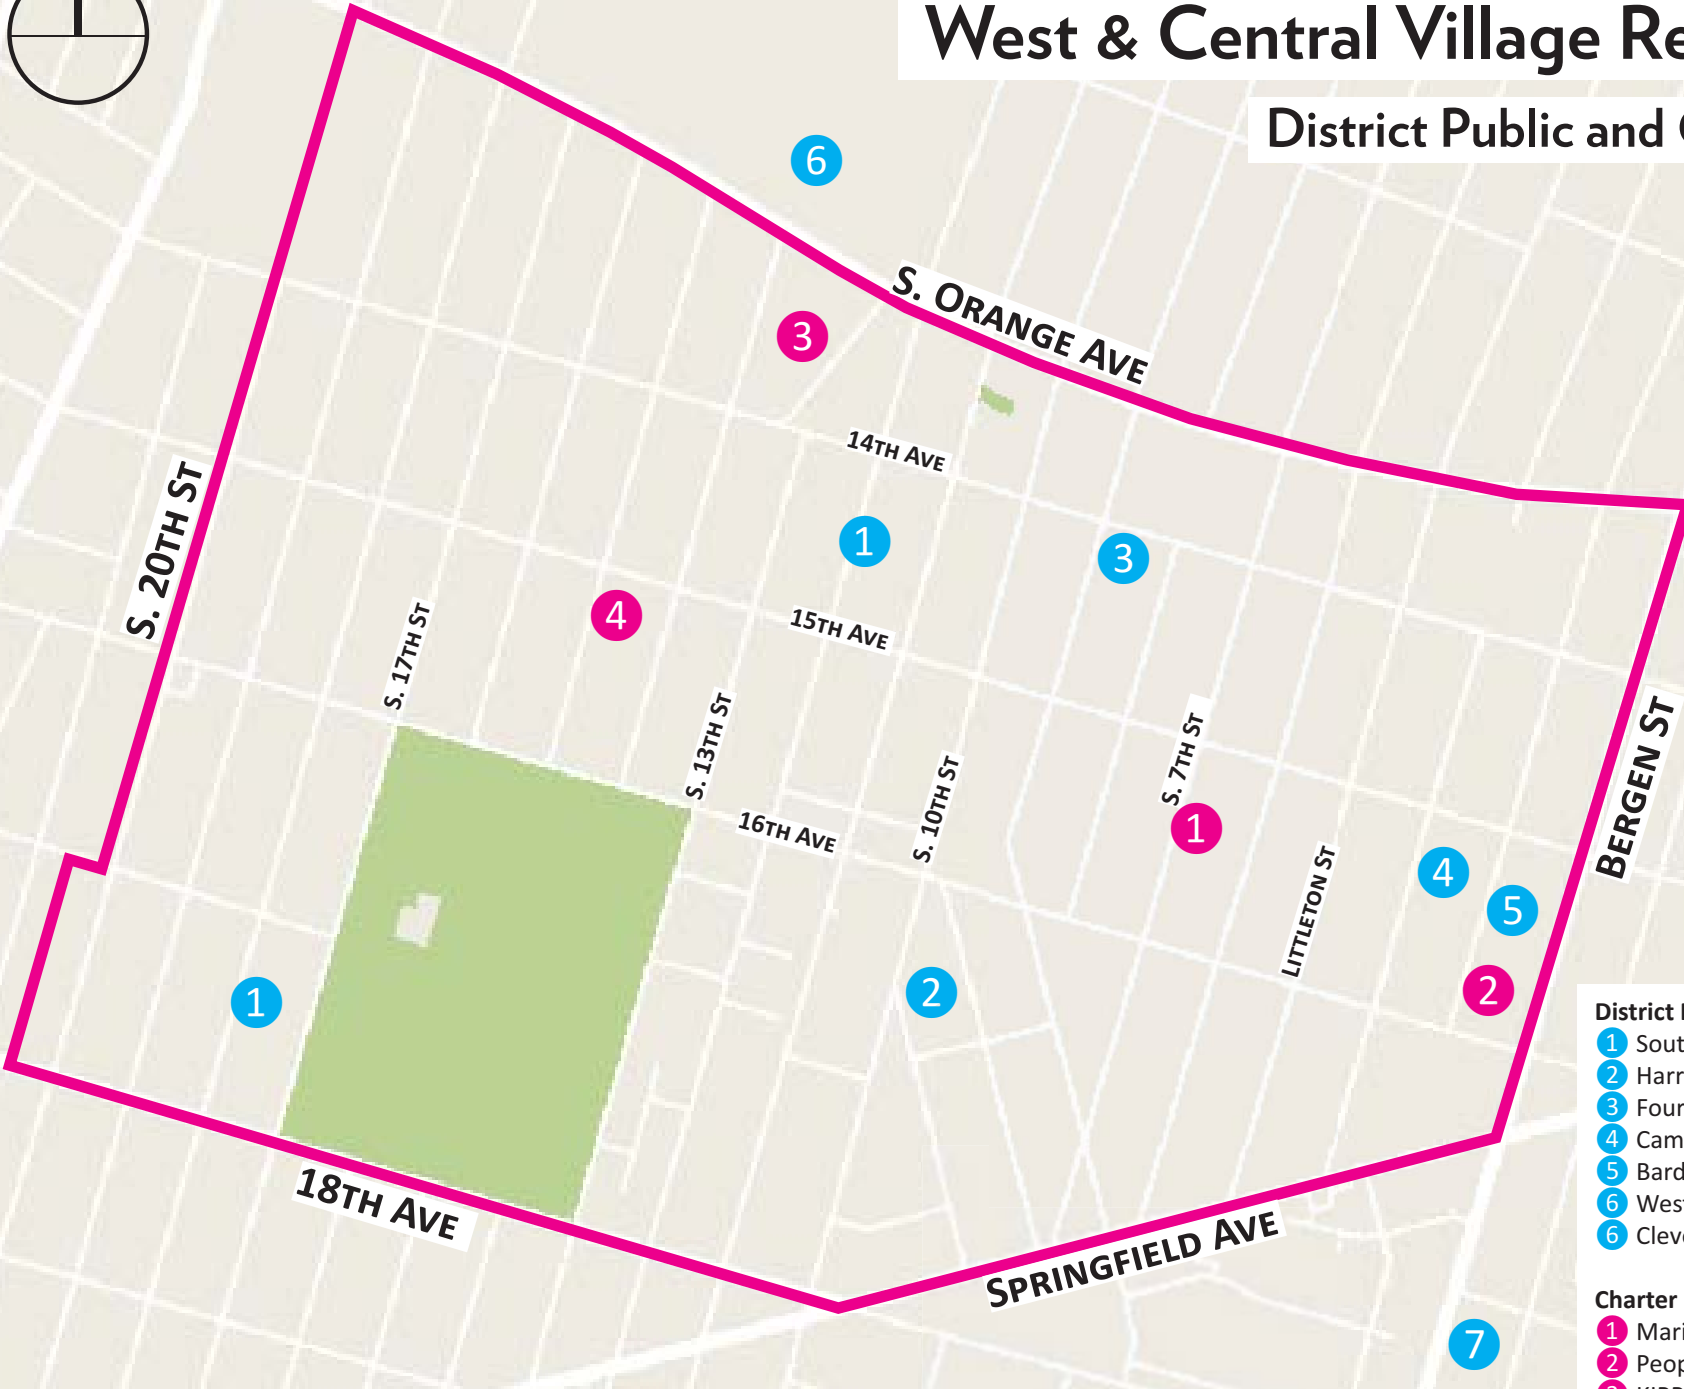 West & Central Village Re
District Public and
6
S. ORANGE AVE
3
14TH AVE
S. 20TH ST
1
3
4
15TH AVE
S. 17TH ST
S. 13TH ST
S. 7TH ST
BERGEN ST
S. 10TH ST
16TH AVE
1
LITTLETON ST
4
5
1
2
2
18TH AVE
SPRINGFIELD AVE
7
District
1 Sout
2 Harr
3 Four
4 Cam
5 Bard
6 West
6 Cleve
Charter
1 Mari
2 Peop